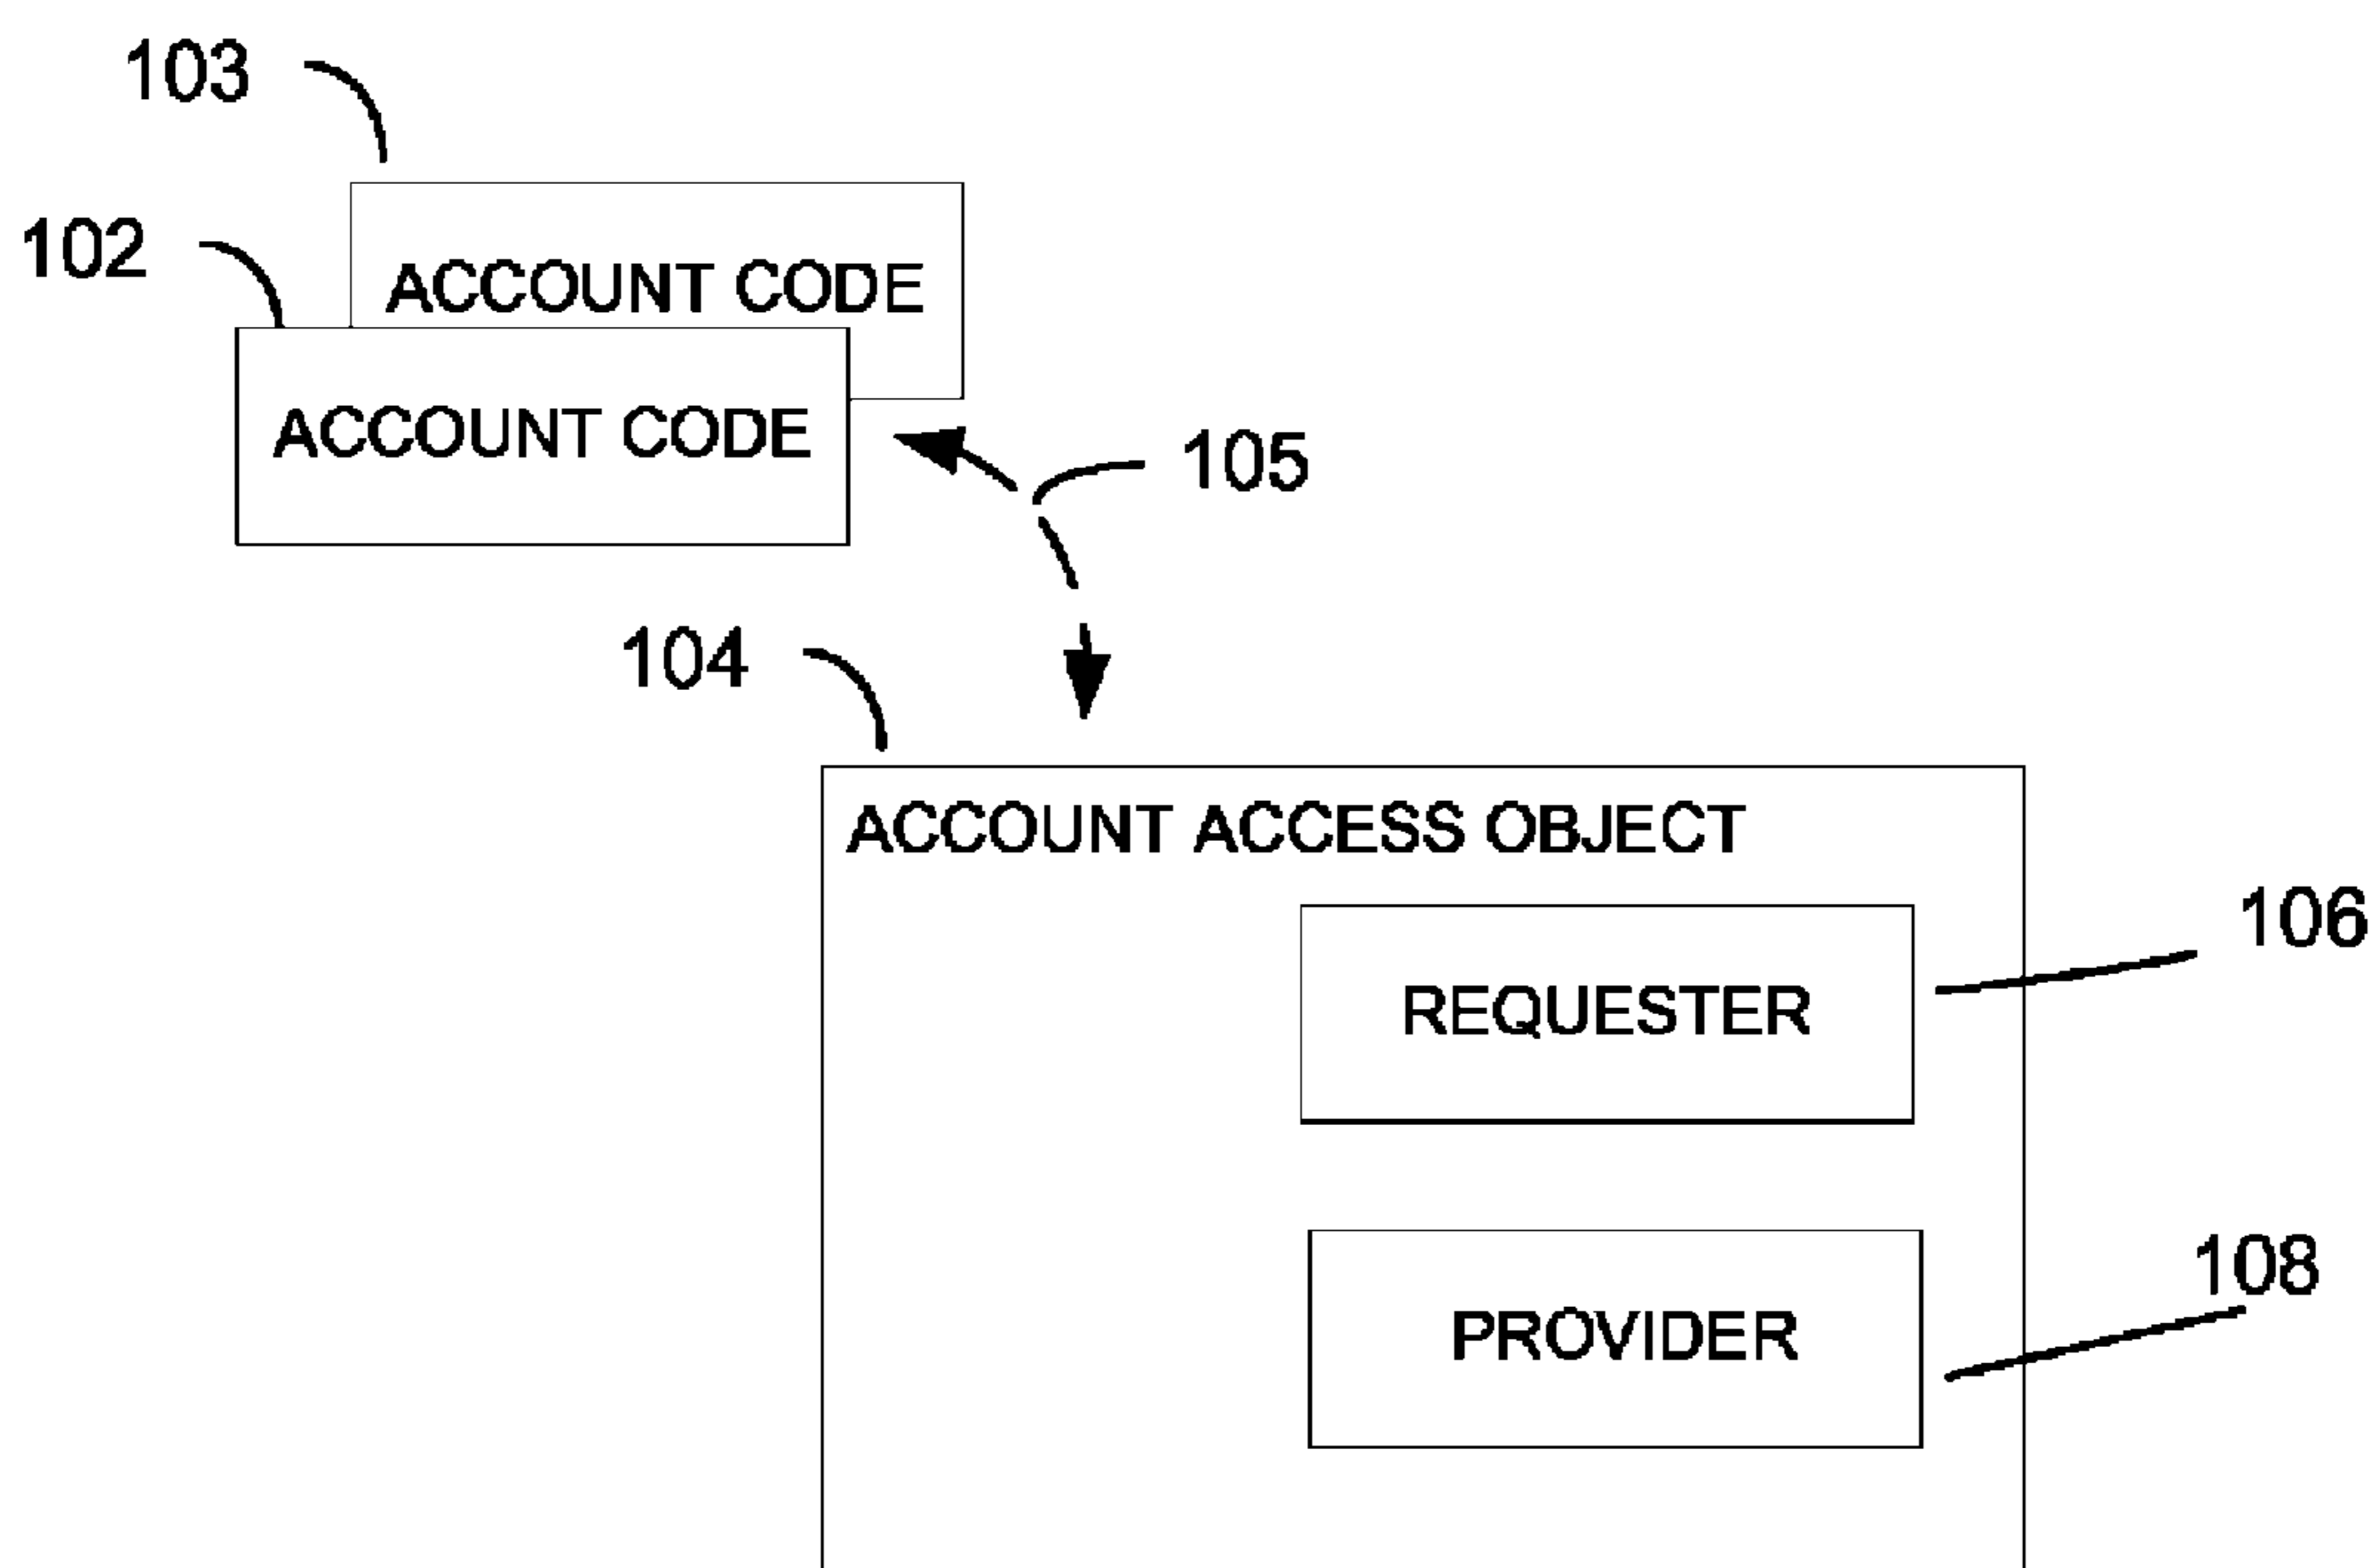 103
102
ACCOUNT CODE
ACCOUNT CODE
105
104
ACCOUNT ACCESS OBJECT
106
REQUESTER
108
PROVIDER